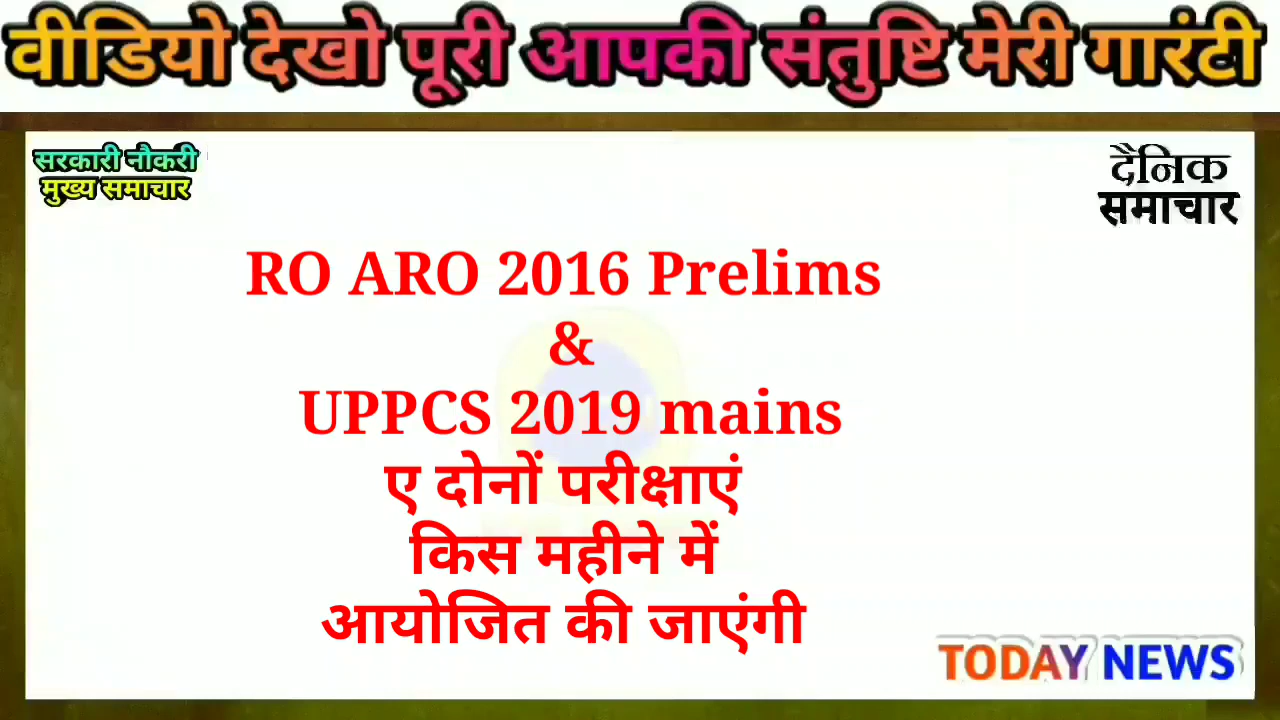 वीडियो देखो पूरी आपकी संतुष्टि मेरी गारंटी
सरकारी नौकरी
मुख्य समाचार
दैनिक
समाचार
RO ARO 2016 Prelims
&
UPPCS 2019 mains
ए दोनों परीक्षाएं
किस महीने में
आयोजित की जाएंगी
TODAY NEWS